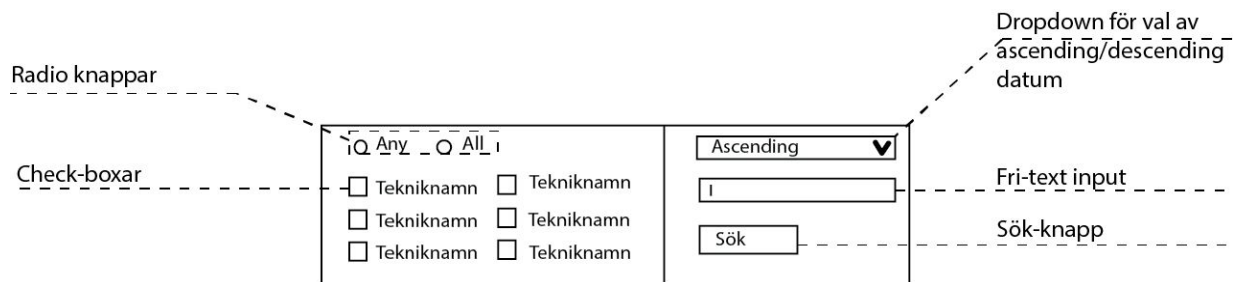 Dropdown för val av
ascending/descending
datum
Radio knappar
Any All
Ascending
Check-boxar
Tekniknamn Tekniknamn
Fri-text input
Tekniknamn Tekniknamn
Sök
Sök-knapp
Tekniknamn Tekniknamn